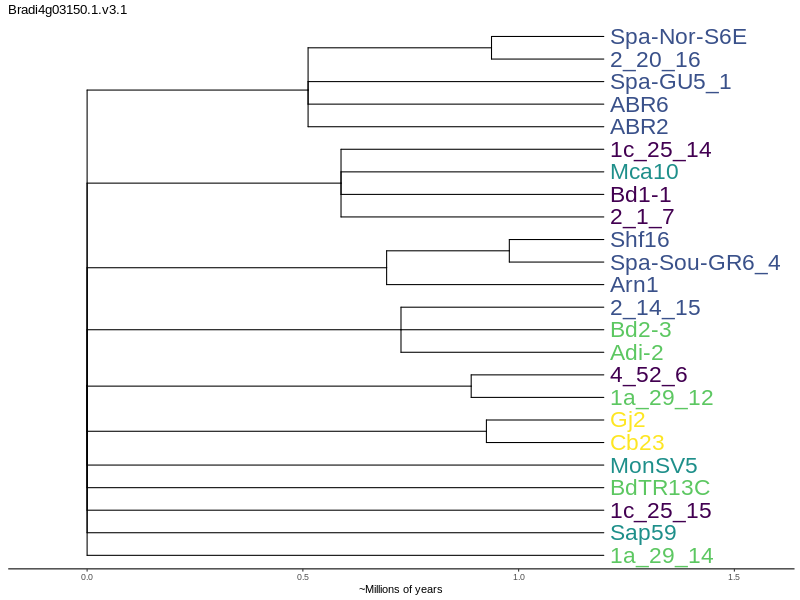 Bradi4g03150.1.v3.1
Spa-Nor-S6E
2_20_16
Spa-GU5_1
ABR6
ABR2
1c_25_14
Mca10
Bd1-1
2_1_7
Shf16
Spa-Sou-GR6_4
Arn1
2_14_15
Bd2-3
Adi-2
4_52_6
1a_29_12
Gj2
Cb23
MonSV5
BdTR13C
1c_25_15
Sap59
1a_29_14
0.0 0.5 1.0 1.5
~Millions of years